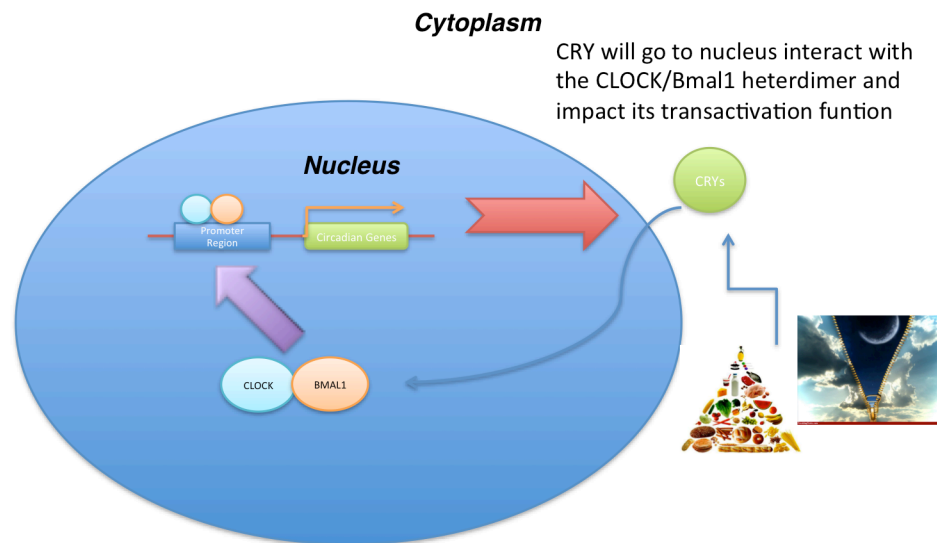 Cytoplasm
CRY will go to nucleus interact with
the CLOCK/Bmal1 heterdimer and
impact its transactivation funtion
Nucleus
CRYs
Promoter
Region
Circadian Genes
CLOCK
BMAL1